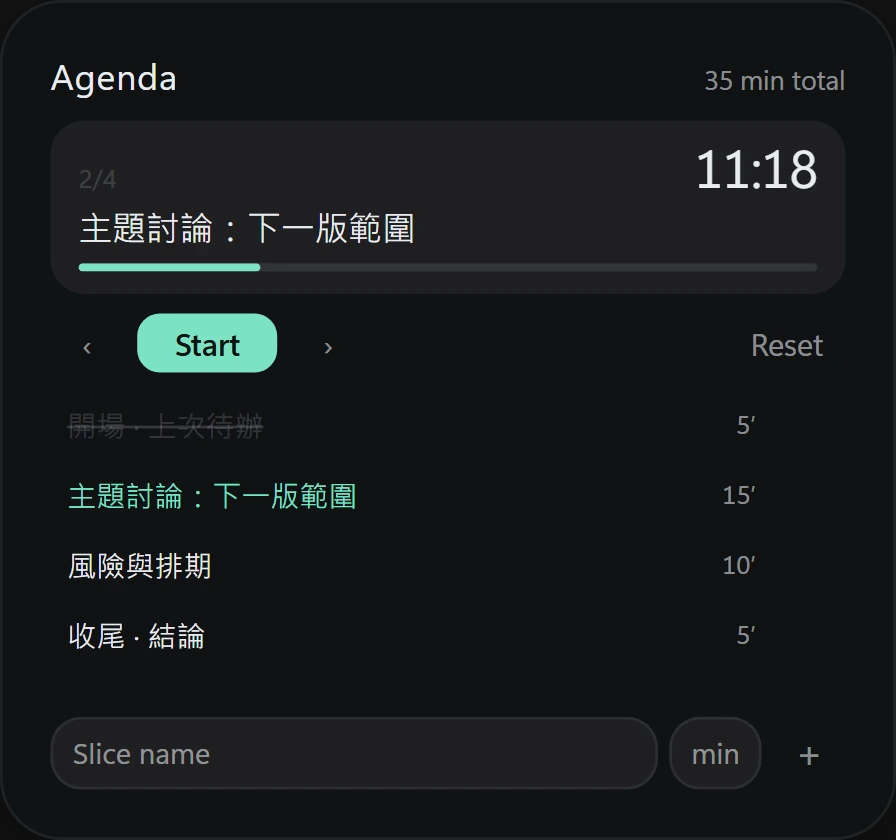 Agenda
35 min total
2/4
11:18
主題討論：下一版範圍
‹ Start › Reset
開場 · 上次待辦 5′
主題討論：下一版範圍 15′
風險與排期 10′
收尾 · 結論 5′
Slice name min +